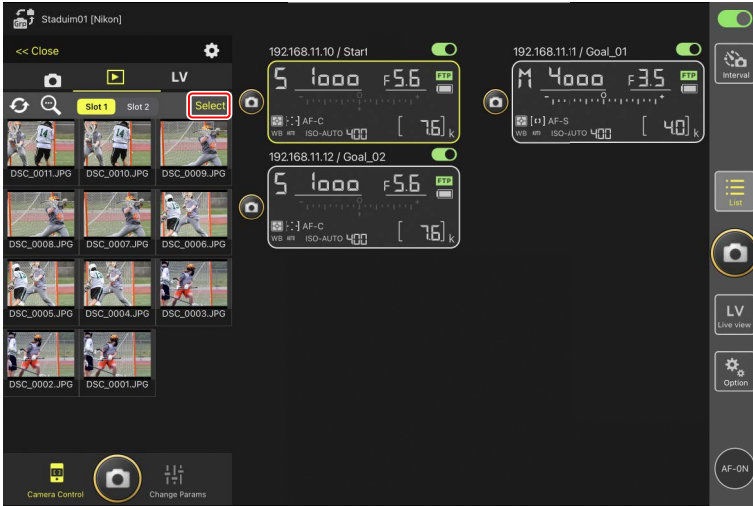 Grp Staduim01 [Nikon]
<< Close
LV
Slot 1 Slot 2 Select
DSC_0011.JPG DSC_0010.JPG DSC_0009.JPG
DSC_0008.JPG DSC_0007.JPG DSC_0006.JPG
DSC_0005.JPG DSC_0004.JPG DSC_0003.JPG
DSC_0002.JPG DSC_0001.JPG
Camera Control Change Params
192.168.11.10 / Start
S 1000 F5.6 FTP
AF-C
WB ISO-AUTO 400 [ 7.6] k
192.168.11.11 / Goal_01
M 4000 F3.5 FTP
AF-S
WB ISO-AUTO 400 [ 4.0] k
192.168.11.12 / Goal_02
S 1000 F5.6 FTP
AF-C
WB ISO-AUTO 400 [ 7.6] k
Interval
List
LV
Live view
Option
AF-ON